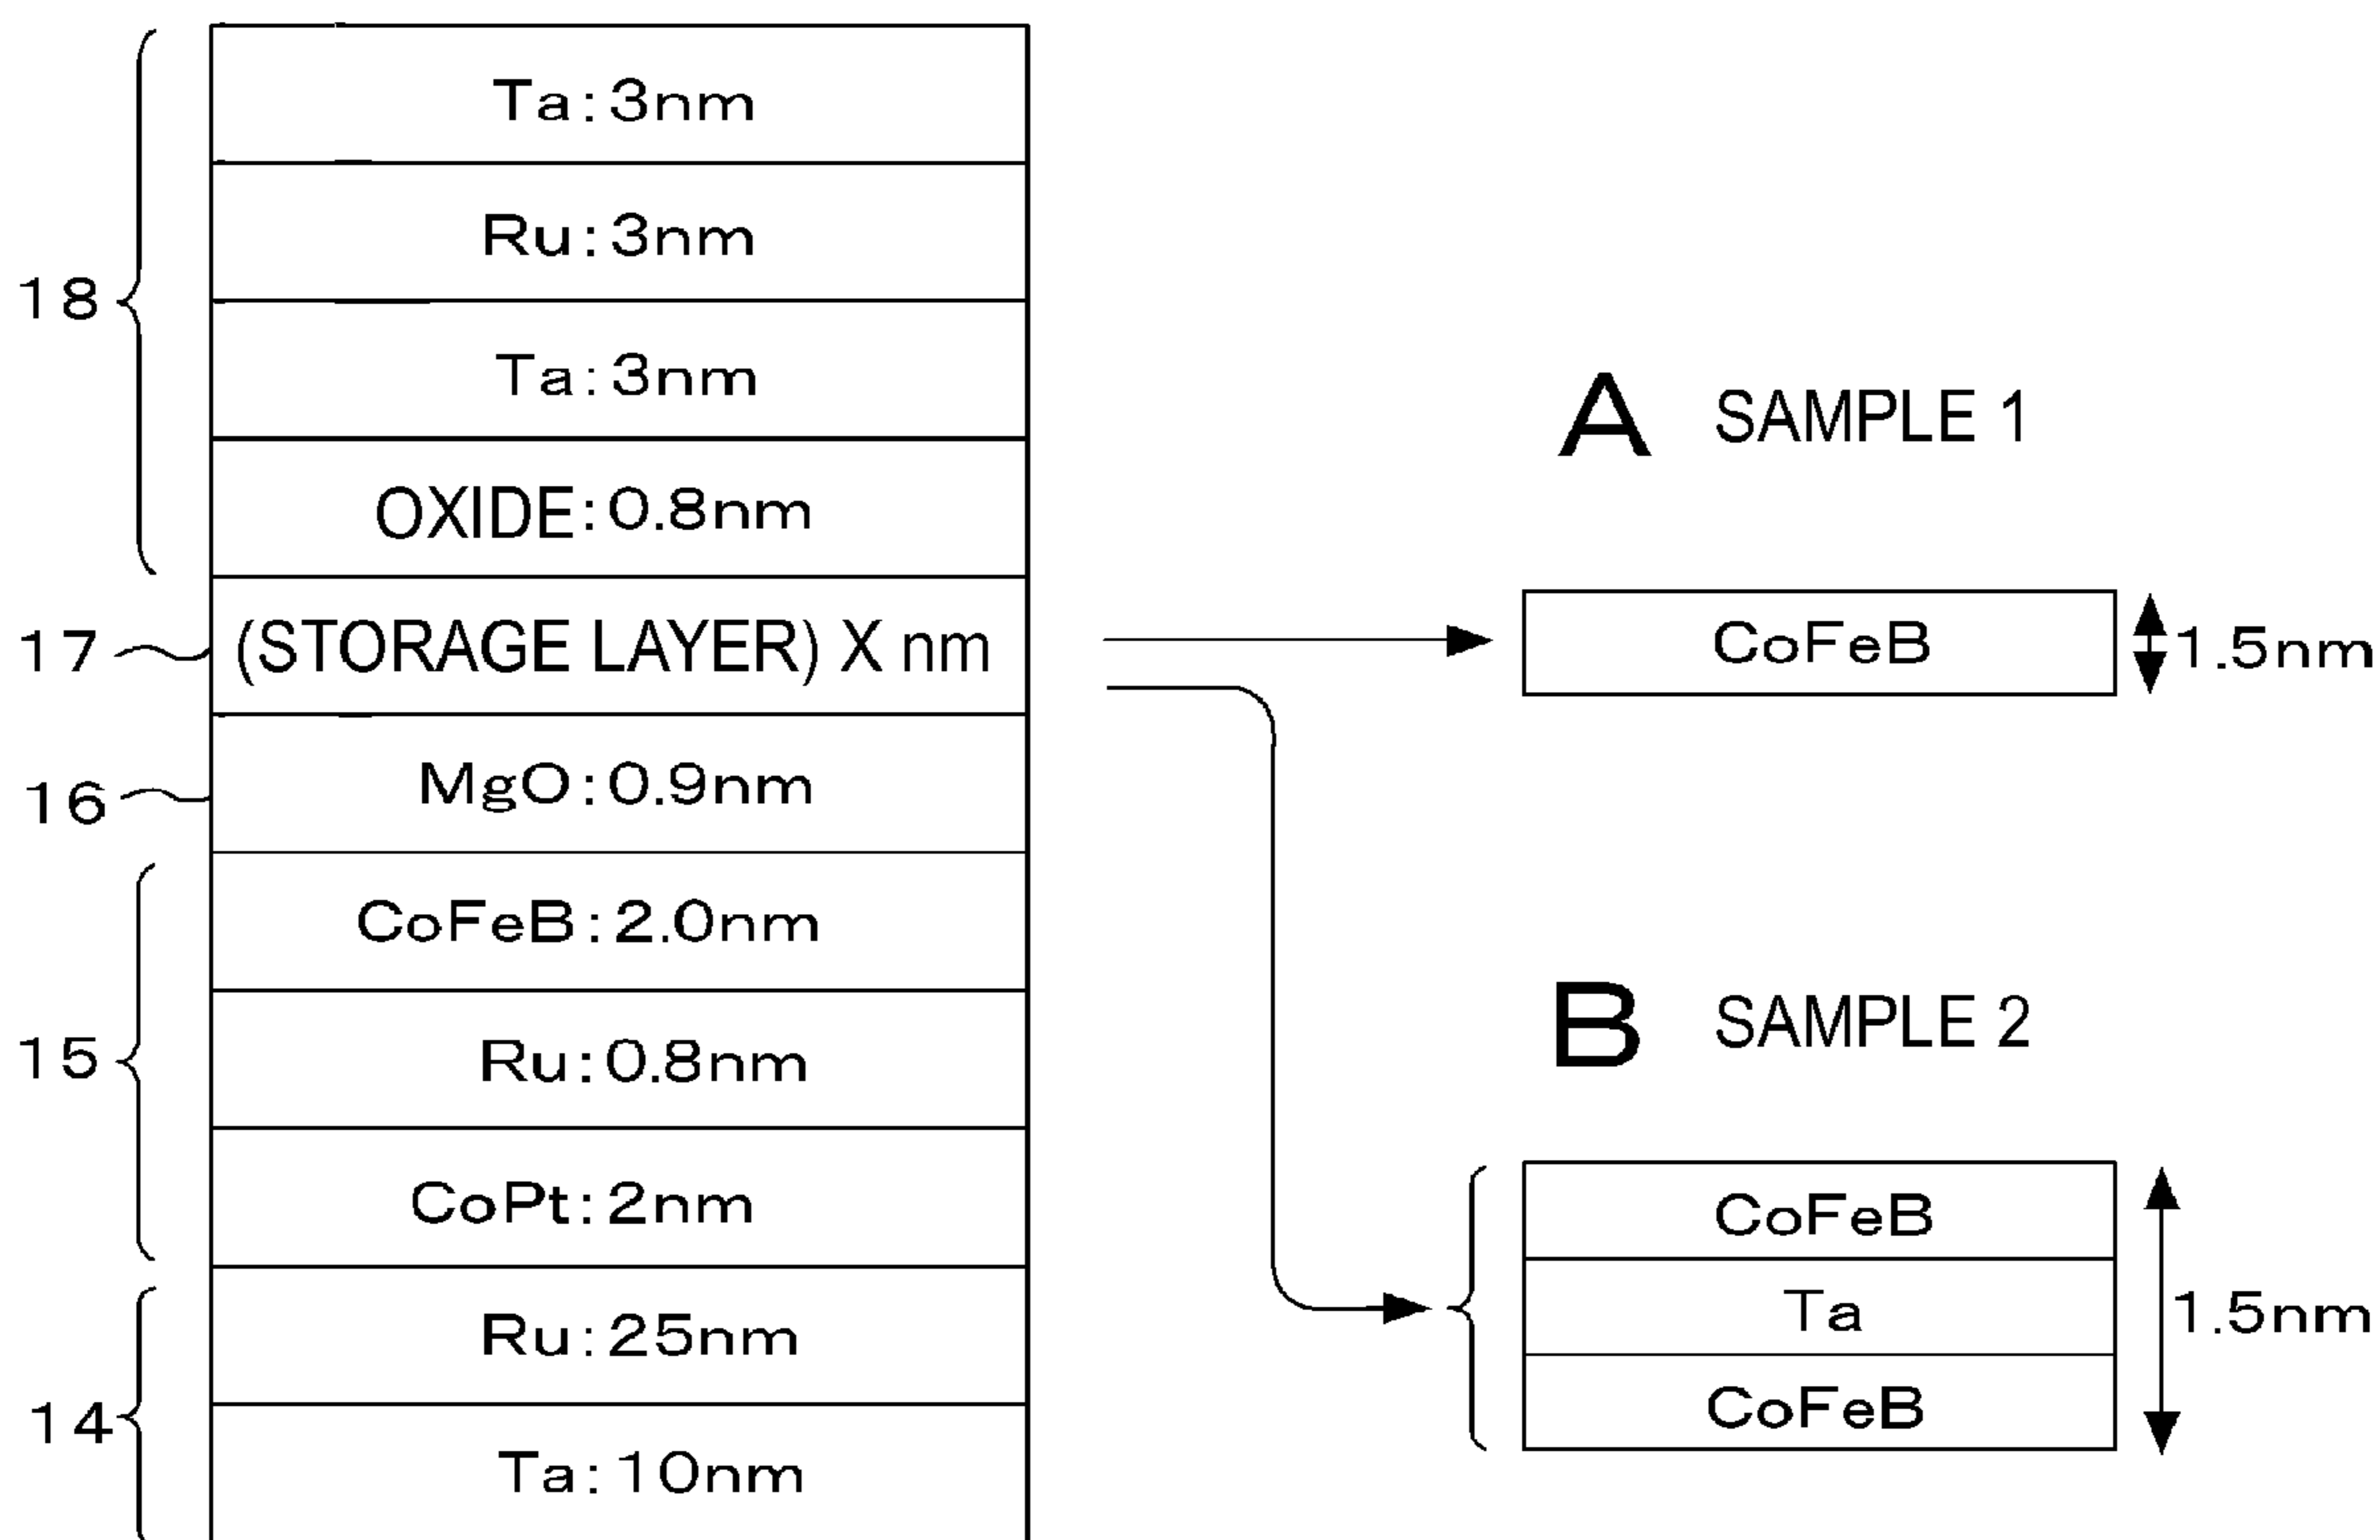 18
Ta:3nm
Ru:3nm
Ta:3nm
OXIDE:0.8nm
17
(STORAGE LAYER) X nm
16
MgO:0.9nm
15
CoFeB:2.0nm
Ru:0.8nm
CoPt:2nm
14
Ru:25nm
Ta:10nm
A SAMPLE 1
CoFeB
1.5nm
B SAMPLE 2
CoFeB
Ta
CoFeB
1.5nm